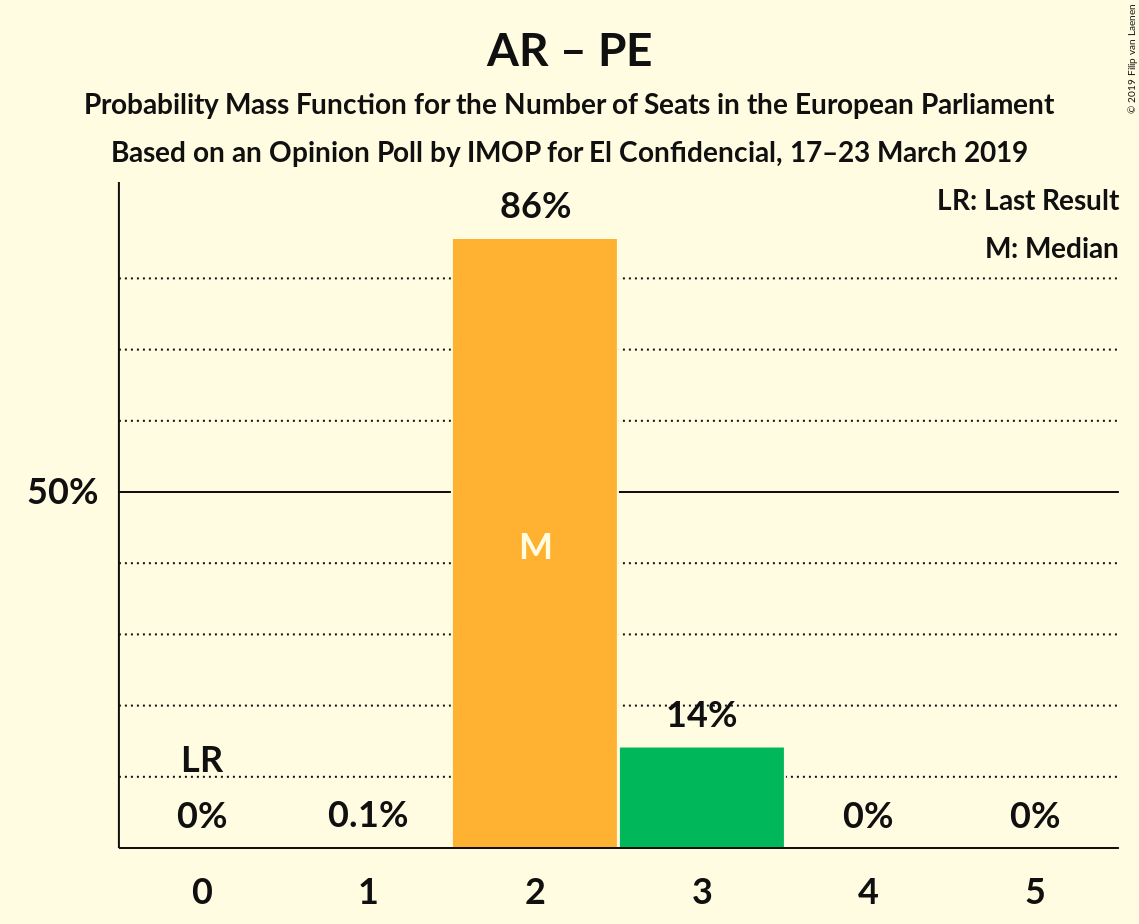 AR – PE
Probability Mass Function for the Number of Seats in the European Parliament
Based on an Opinion Poll by IMOP for El Confidencial, 17–23 March 2019
© 2019 Filip van Laenen
LR: Last Result
M: Median
86%
50%
M
14%
LR
0%
0.1%
0%
0%
0 1 2 3 4 5